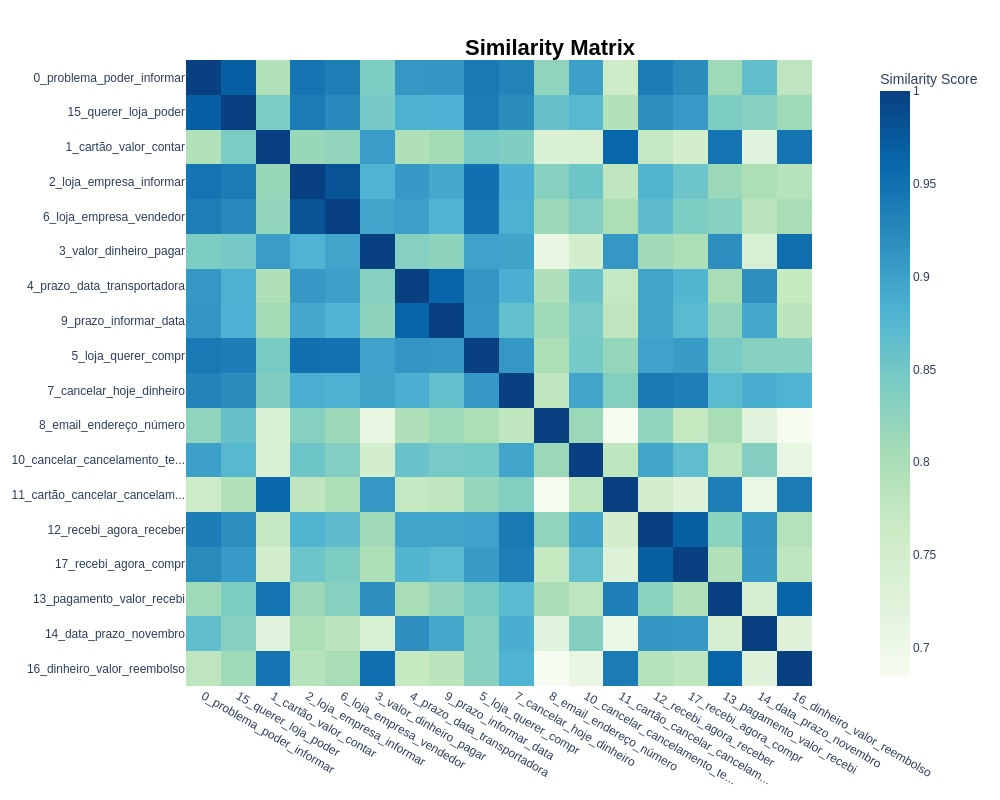 Similarity Matrix
Similarity Score
0_problema_poder_informar
15_querer_loja_poder
1_cartão_valor_contar
2_loja_empresa_informar
6_loja_empresa_vendedor
3_valor_dinheiro_pagar
4_prazo_data_transportadora
9_prazo_informar_data
5_loja_querer_compr
7_cancelar_hoje_dinheiro
8_email_endereço_número
10_cancelar_cancelamento_te...
11_cartão_cancelar_cancelam...
12_recebi_agora_receber
17_recebi_agora_compr
13_pagamento_valor_recebi
14_data_prazo_novembro
16_dinheiro_valor_reembolso
1
0.95
0.9
0.85
0.8
0.75
0.7
0_problema_poder_informar
15_querer_loja_poder
1_cartão_valor_contar
2_loja_empresa_informar
6_loja_empresa_vendedor
3_valor_dinheiro_pagar
4_prazo_data_transportadora
9_prazo_informar_data
5_loja_querer_compr
7_cancelar_hoje_dinheiro
8_email_endereço_número
10_cancelar_cancelamento_te...
11_cartão_cancelar_cancelam...
12_recebi_agora_receber
17_recebi_agora_compr
13_pagamento_valor_recebi
14_data_prazo_novembro
16_dinheiro_valor_reembolso